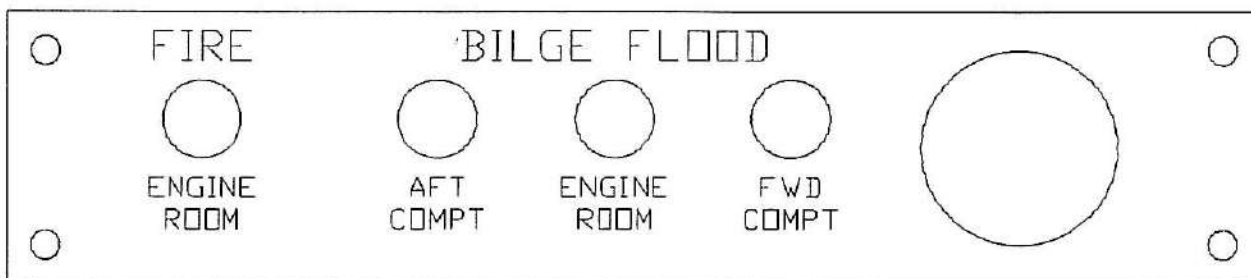 FIRE BILGE FLOOD
ENGINE AFT ENGINE FWD
ROOM COMPT ROOM COMPT